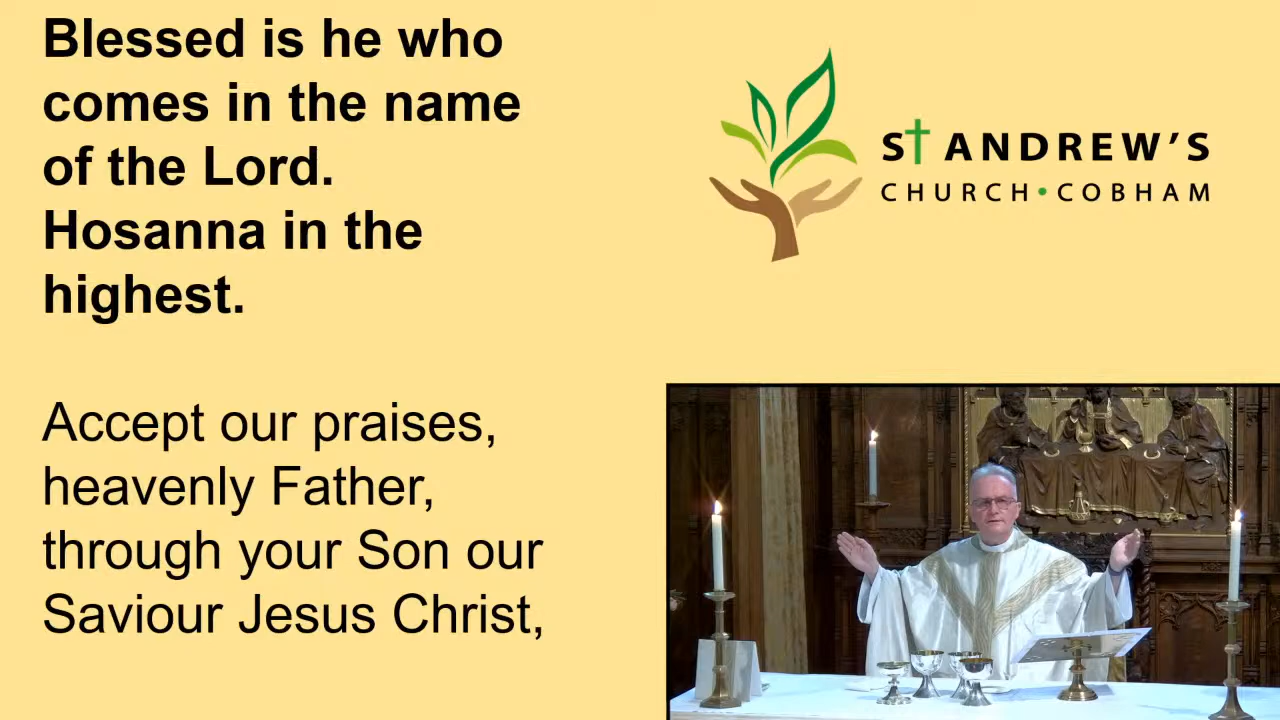 Blessed is he who
comes in the name
of the Lord.
Hosanna in the
highest.
Accept our praises,
heavenly Father,
through your Son our
Saviour Jesus Christ,
St ANDREW'S
CHURCH • COBHAM